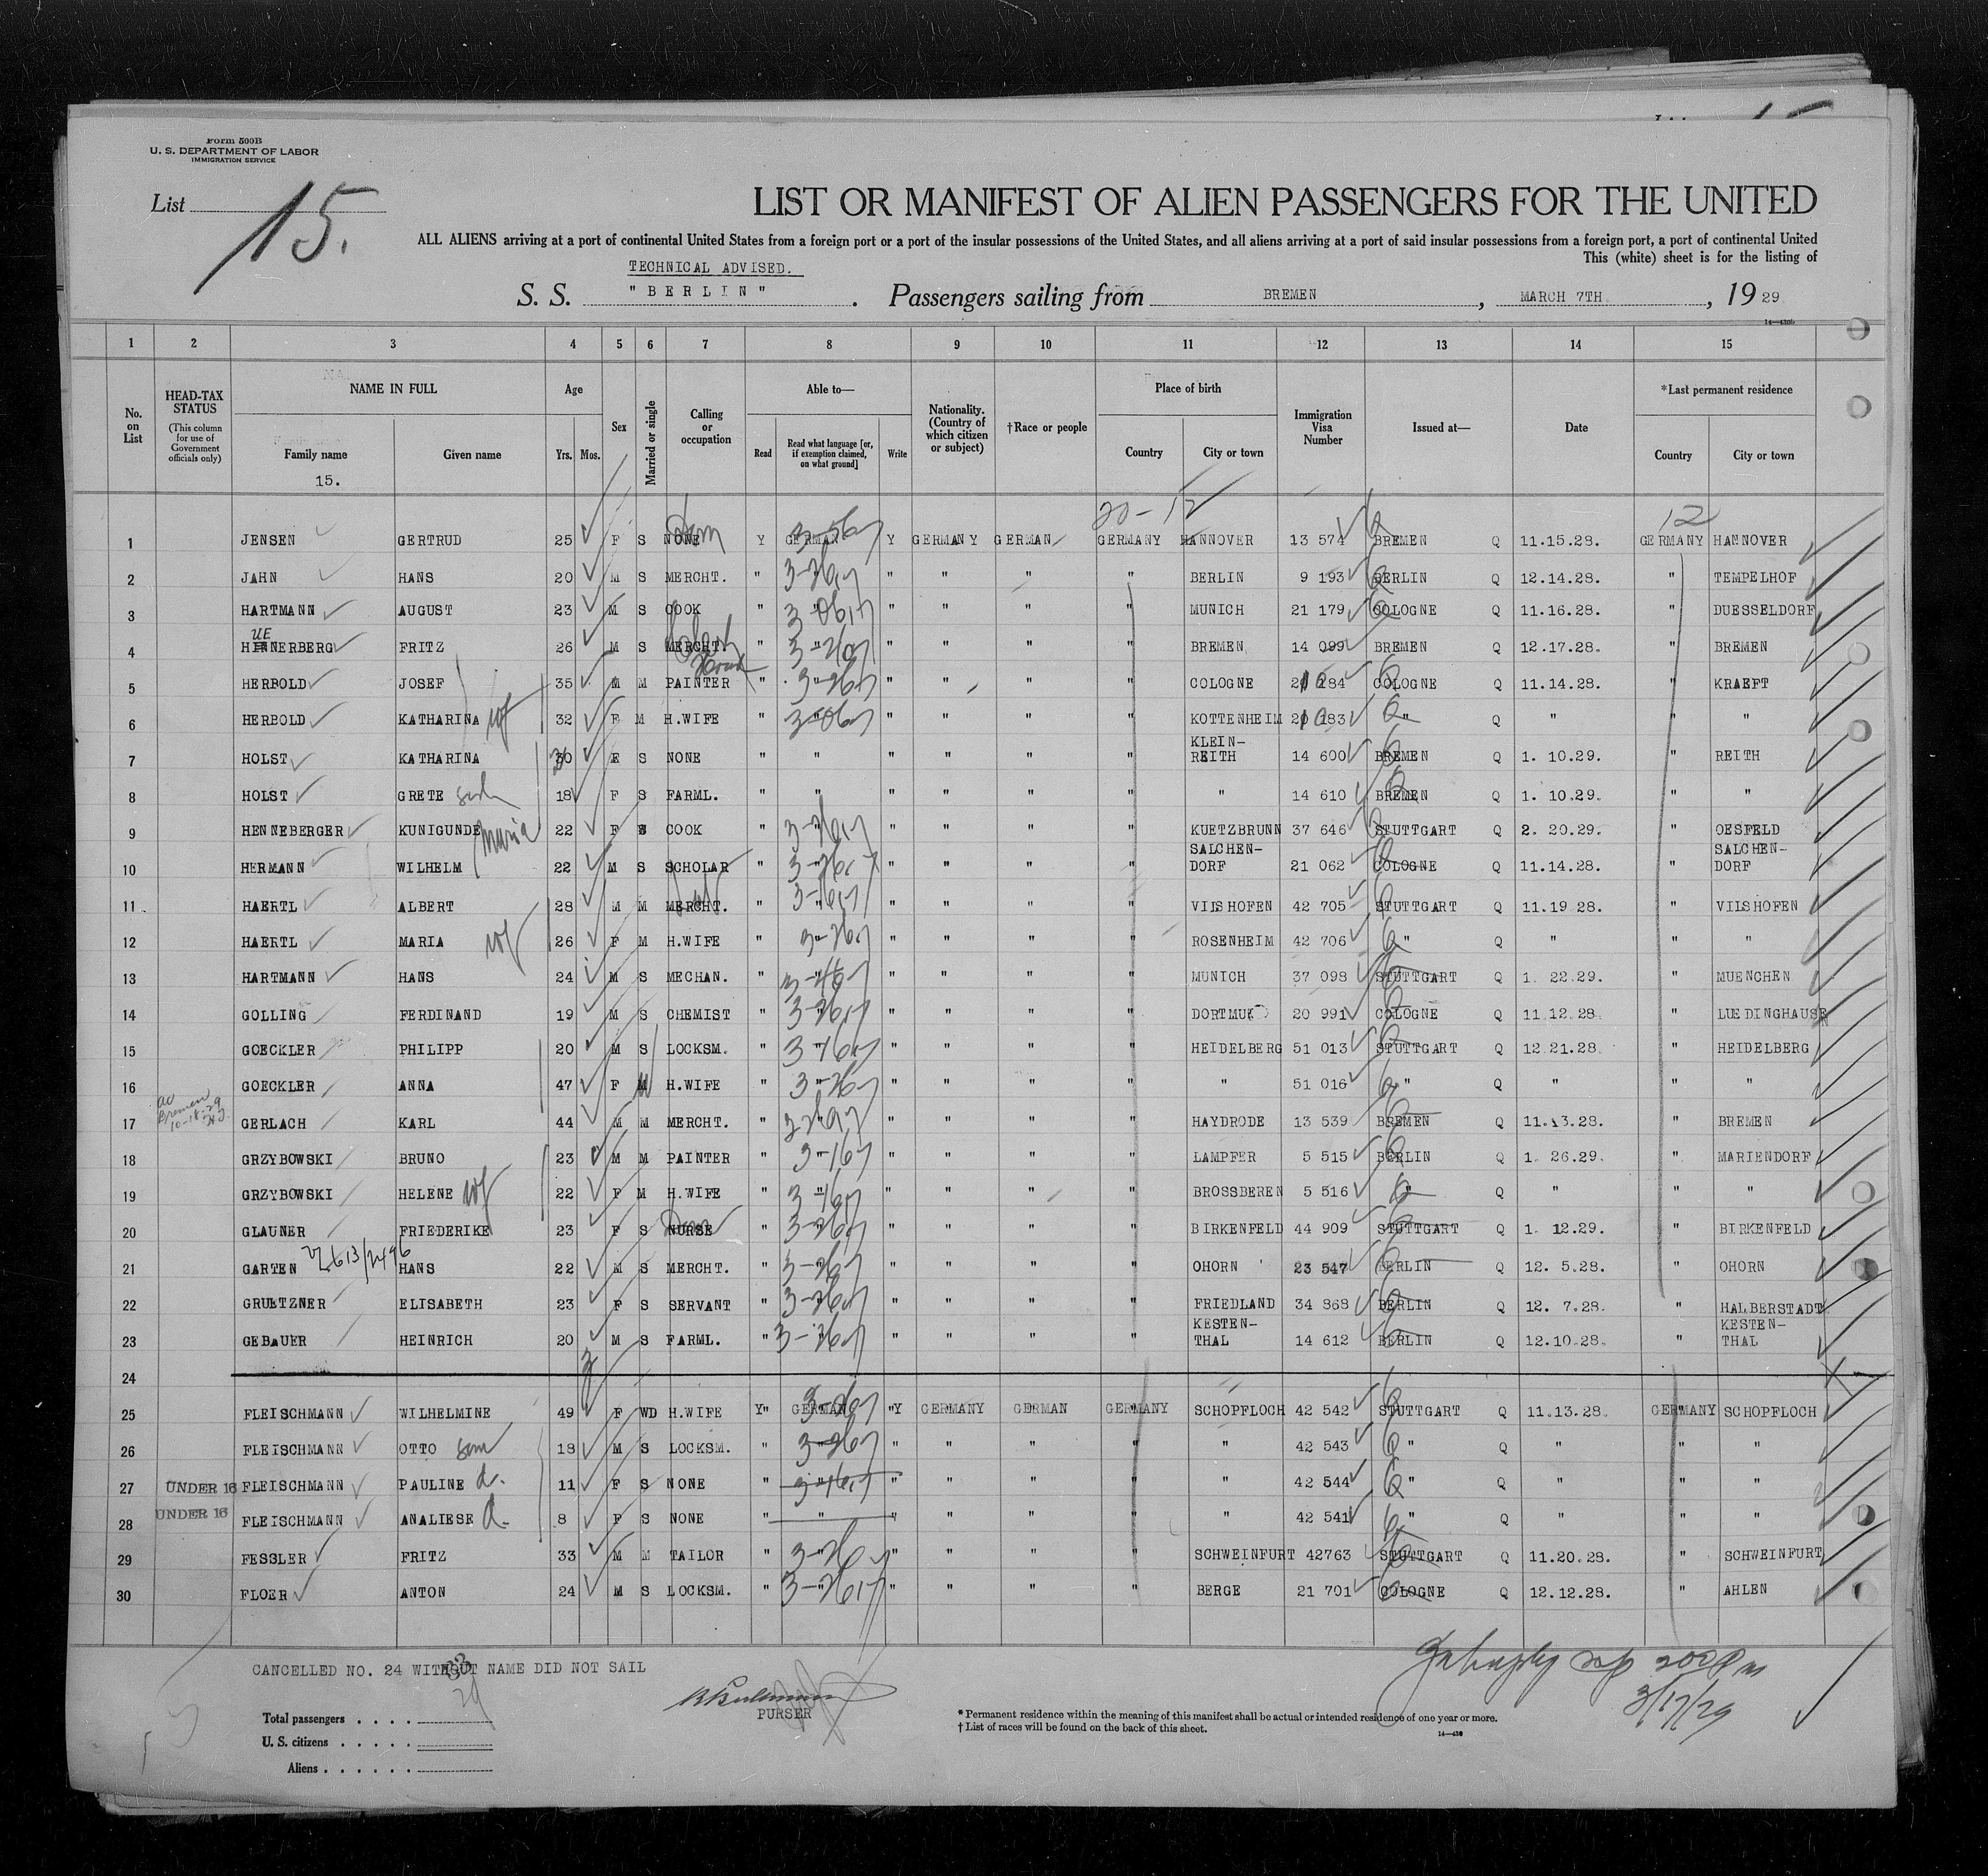 Form 500B
U. S. DEPARTMENT OF LABOR
IMMIGRATION SERVICE
List 15.
LIST OR MANIFEST OF ALIEN PASSENGERS FOR THE UNITED
ALL ALIENS arriving at a port of continental United States from a foreign port or a port of the insular possessions of the United States, and all aliens arriving at a port of said insular possessions from a foreign port, a port of continental United
This (white) sheet is for the listing of
TECHNICAL ADVISED.
S. S. "BERLIN". Passengers sailing from BREMEN, MARCH 7TH., 1929
1 2 3 4 5 6 7 8 9 10 11 12 13 14 15
No. on List
HEAD-TAX STATUS (This column for use of Government officials only)
NAME IN FULL
Family name
15.
Given name
Age
Yrs. Mos.
Sex
Married or single
Calling or occupation
Able to—
Read
Read what language [or, if exemption claimed, on what ground]
Write
Nationality. (Country of which citizen or subject)
†Race or people
Place of birth
Country
City or town
Immigration Visa Number
Issued at—
Date
*Last permanent residence
Country
City or town
20-12 12
1 JENSEN GERTRUD 25 F S NONE Y GERMAN Y GERMANY GERMAN GERMANY HANNOVER 13 574 BREMEN Q 11.15.28. GERMANY HANNOVER
2 JAHN HANS 20 M S MERCHT. " " " " " " BERLIN 9 193 BERLIN Q 12.14.28. " TEMPELHOF
3 HARTMANN AUGUST 23 M S COOK " " " " " " MUNICH 21 179 COLOGNE Q 11.16.28. " DUESSELDORF
4 HUENERBERG FRITZ 26 M S MERCHT. " " " " " " BREMEN 14 099 BREMEN Q 12.17.28. " BREMEN
5 HERBOLD JOSEF 35 M M PAINTER " " " " " " COLOGNE 184 COLOGNE Q 11.14.28. " KRAEFT
6 HERBOLD KATHARINA wf 32 F M H.WIFE " " " " " " KOTTENHEIM 183 " Q " " "
7 HOLST KATHARINA 30 F S NONE " " " " " " KLEIN-REITH 14 600 BREMEN Q 1. 10.29. " REITH
8 HOLST GRETE 18 F S FARML. " " " " " " " 14 610 BREMEN Q 1. 10.29. " "
9 HENNEBERGER KUNIGUNDE Maria 22 F S COOK " " " " " " KUETZBRUNN 37 646 STUTTGART Q 2. 20.29. " OESFELD
10 HERMANN WILHELM 22 M S SCHOLAR " " " " " " SALCHEN-DORF 21 062 COLOGNE Q 11.14.28. " SALCHEN-DORF
11 HAERTL ALBERT 28 M M MERCHT. " " " " " " VILSHOFEN 42 705 STUTTGART Q 11.19.28. " VILSHOFEN
12 HAERTL MARIA wf 26 F M H.WIFE " " " " " " ROSENHEIM 42 706 " Q " " "
13 HARTMANN HANS 24 M S MECHAN. " " " " " " MUNICH 37 098 STUTTGART Q 1. 22.29. " MUENCHEN
14 GOLLING FERDINAND 19 M S CHEMIST " " " " " " DORTMU 20 991 COLOGNE Q 11.12.28. " LUEDINGHAUSEN
15 GOECKLER PHILIPP 20 M S LOCKSM. " " " " " " HEIDELBERG 51 013 STUTTGART Q 12.21.28. " HEIDELBERG
16 GOECKLER ANNA 47 F M H.WIFE " " " " " " " 51 016 " Q " " "
Bremen 10-18-29
17 GERLACH KARL 44 M M MERCHT. " " " " " " HAYDRODE 13 539 BREMEN Q 11.13.28. " BREMEN
18 GRZYBOWSKI BRUNO 23 M M PAINTER " " " " " " LAMPFER 5 515 BERLIN Q 1. 26.29. " MARIENDORF
19 GRZYBOWSKI HELENE wf 22 F M H.WIFE " " " " " " BROSSBEREN 5 516 " Q " " "
20 GLAUNER FRIEDERIKE 23 F S NURSE " " " " " " BIRKENFELD 44 909 STUTTGART Q 1. 12.29. " BIRKENFELD
21 GARTEN HANS 22 M S MERCHT. " " " " " " OHORN 23 547 BERLIN Q 12. 5.28. " OHORN
22 GRUETZNER ELISABETH 23 F S SERVANT " " " " " " FRIEDLAND 34 868 BERLIN Q 12. 7.28. " HALBERSTADT
23 GEBAUER HEINRICH 20 M S FARML. " " " " " " KESTEN-THAL 14 612 BERLIN Q 12.10.28. " KESTEN-THAL
24
25 FLEISCHMANN WILHELMINE 49 F WD H.WIFE Y" GERMAN "Y GERMANY GERMAN GERMANY SCHOPFLOCH 42 542 STUTTGART Q 11.13.28. GERMANY SCHOPFLOCH
26 FLEISCHMANN OTTO son 18 M S LOCKSM. " " " " " " " 42 543 " Q " " "
27 UNDER 16 FLEISCHMANN PAULINE d. 11 F S NONE " " " " " " " 42 544 " Q " " "
28 UNDER 16 FLEISCHMANN ANALIESE d. 8 F S NONE " " " " " " " 42 541 " Q " " "
29 FESSLER FRITZ 33 M M TAILOR " " " " " " SCHWEINFURT 42763 STUTTGART Q 11.20.28. " SCHWEINFURT
30 FLOER ANTON 24 M S LOCKSM. " " " " " " BERGE 21 701 COLOGNE Q 12.12.28. " AHLEN
CANCELLED NO. 24 WITHOUT NAME DID NOT SAIL
PURSER
3/17/29
Total passengers
U. S. citizens
Aliens
* Permanent residence within the meaning of this manifest shall be actual or intended residence of one year or more.
† List of races will be found on the back of this sheet.